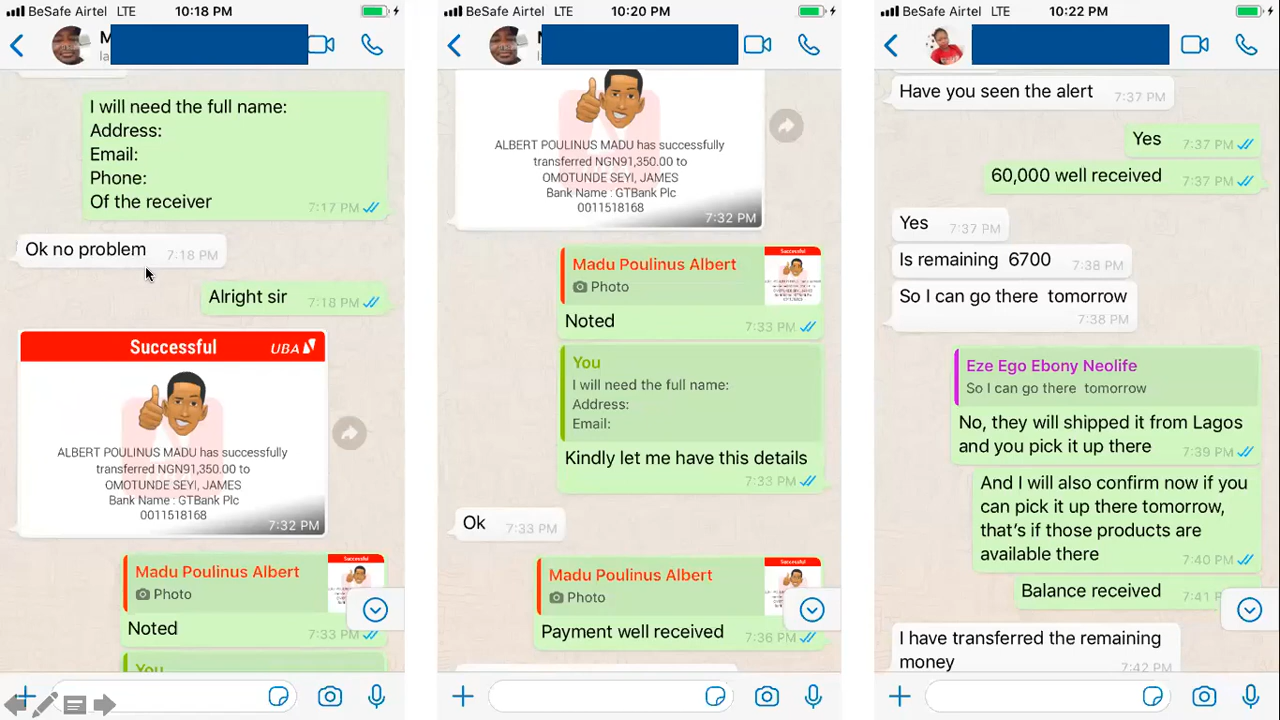 BeSafe Airtel LTE 10:18 PM
I will need the full name:
Address:
Email:
Phone:
Of the receiver
7:17 PM
Ok no problem 7:18 PM
Alright sir 7:18 PM
Successful UBA
ALBERT POULINUS MADU has successfully
transferred NGN91,350.00 to
OMOTUNDE SEYI, JAMES
Bank Name : GTBank Plc
0011518168
7:32 PM
Madu Poulinus Albert
Photo
Noted 7:33 PM
You
BeSafe Airtel LTE 10:20 PM
ALBERT POULINUS MADU has successfully
transferred NGN91,350.00 to
OMOTUNDE SEYI, JAMES
Bank Name : GTBank Plc
0011518168
7:32 PM
Madu Poulinus Albert
Photo
Noted 7:33 PM
You
I will need the full name:
Address:
Email:
Kindly let me have this details
7:33 PM
Ok 7:33 PM
Madu Poulinus Albert
Photo
Payment well received 7:36 PM
BeSafe Airtel LTE 10:22 PM
Have you seen the alert 7:37 PM
Yes 7:37 PM
60,000 well received 7:37 PM
Yes 7:37 PM
Is remaining 6700 7:38 PM
So I can go there tomorrow
7:38 PM
Eze Ego Ebony Neolife
So I can go there tomorrow
No, they will shipped it from Lagos
and you pick it up there 7:39 PM
And I will also confirm now if you
can pick it up there tomorrow,
that's if those products are
available there 7:40 PM
Balance received 7:41
I have transferred the remaining
money 7:42 PM